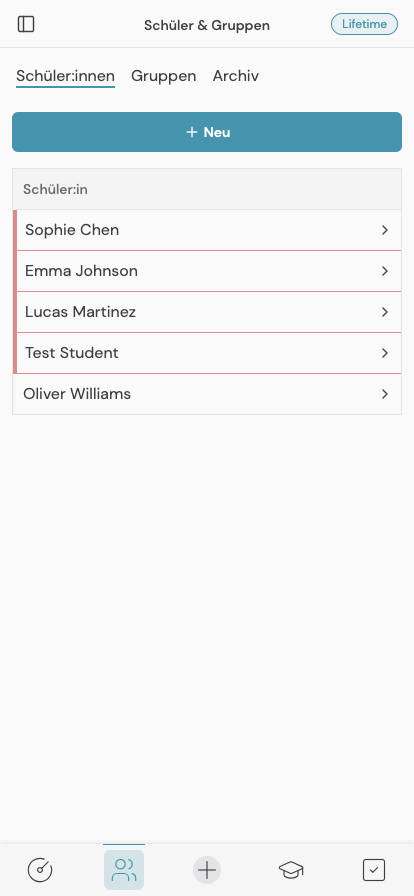 Schüler & Gruppen
Lifetime
Schüler:innen Gruppen Archiv
Neu
Schüler:in
Sophie Chen
Emma Johnson
Lucas Martinez
Test Student
Oliver Williams